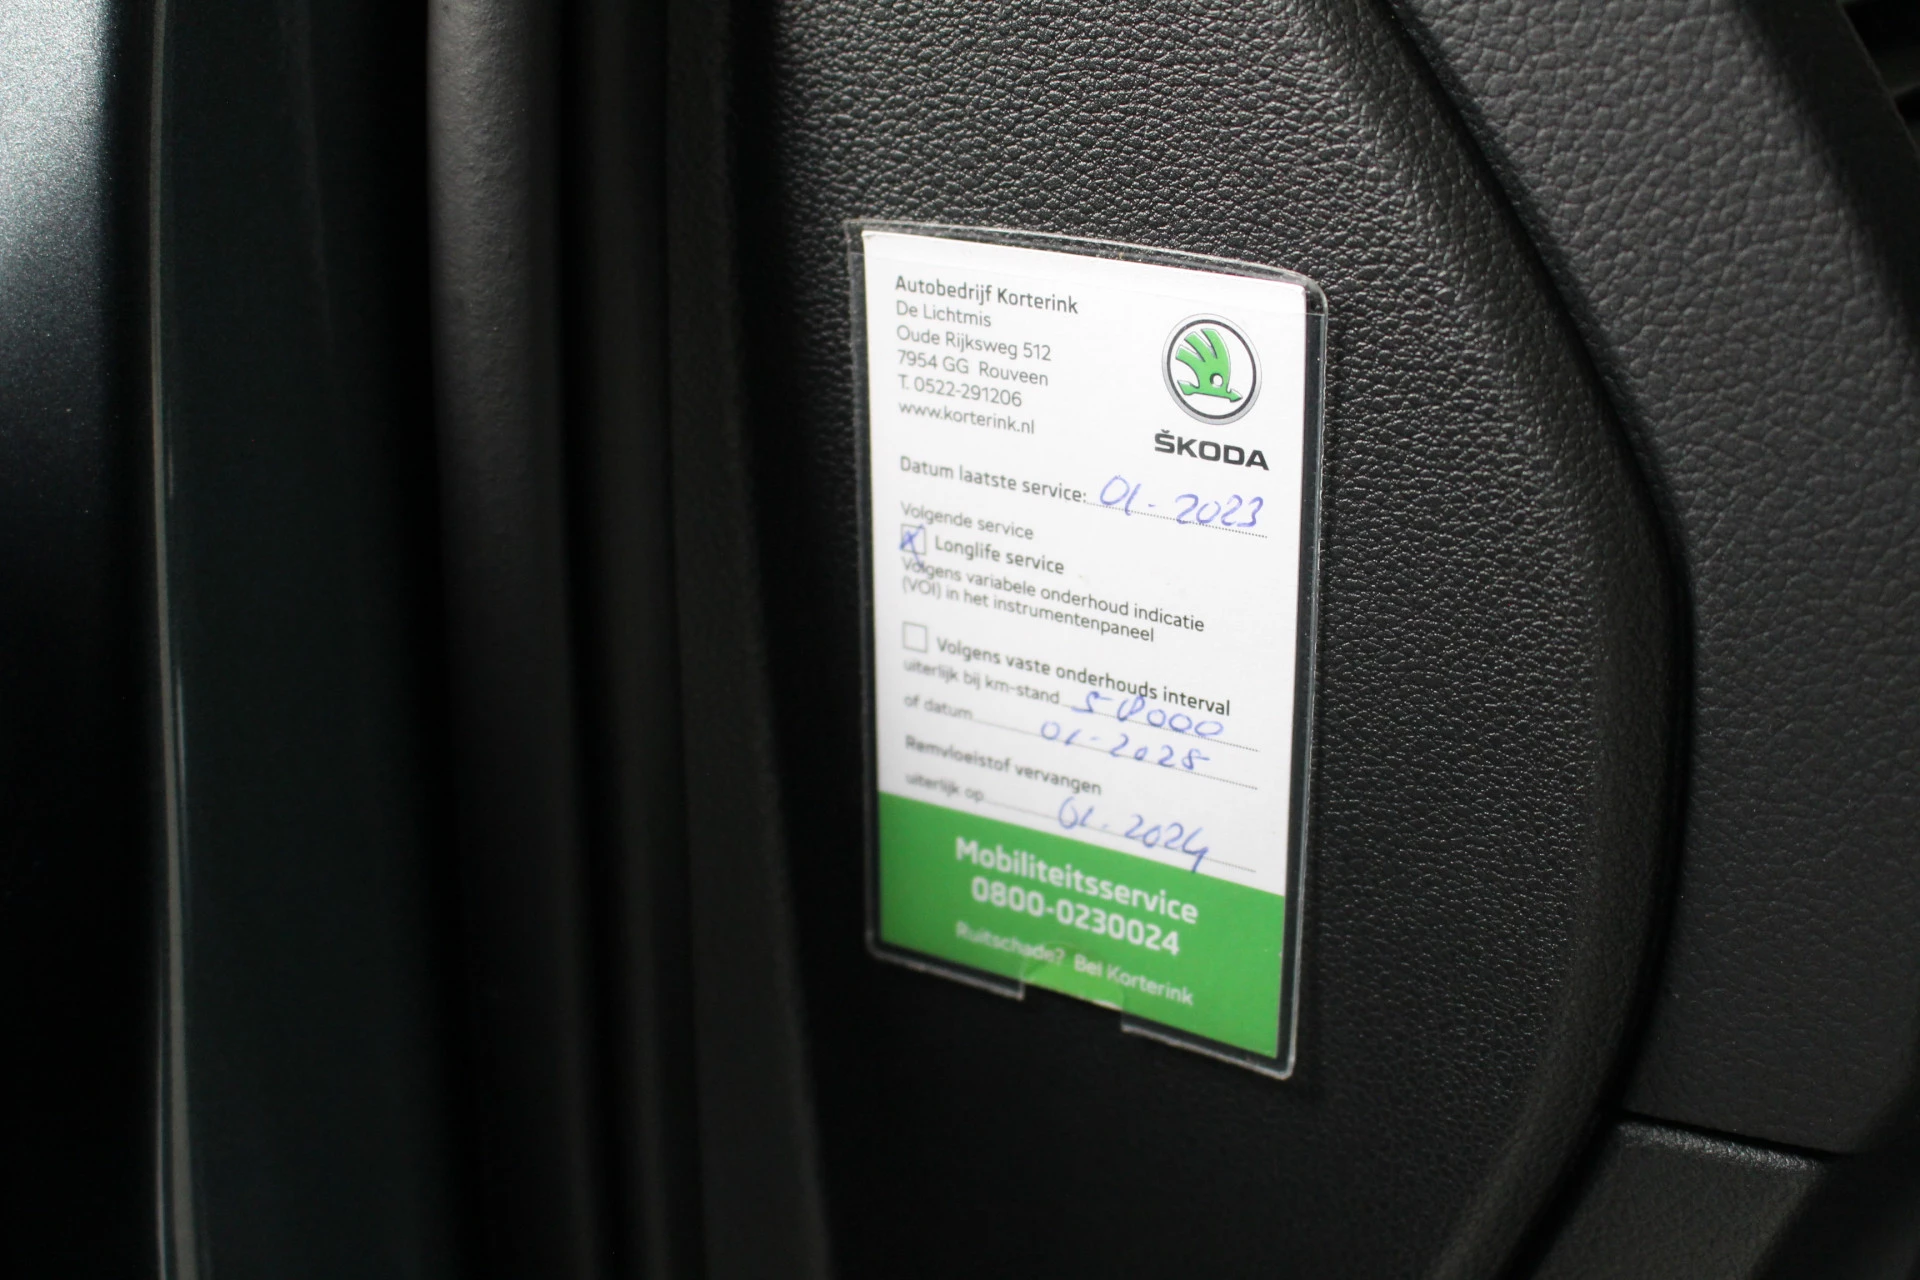 Autobedrijf Korterink
De Lichtmis
Oude Rijksweg 512
7954 GG Rouveen
T. 0522-291206
www.korterink.nl
ŠKODA
Datum laatste service: 01-2023
Volgende service
Longlife service
Volgens variabele onderhoud indicatie
(VOI) in het instrumentenpaneel
Volgens vaste onderhouds interval
uiterlijk bij km-stand
of datum 01-2025
Remvloeistof vervangen
uiterlijk op 01-2024
Mobiliteitsservice
0800-0230024
Ruitschade? Bel Korterink